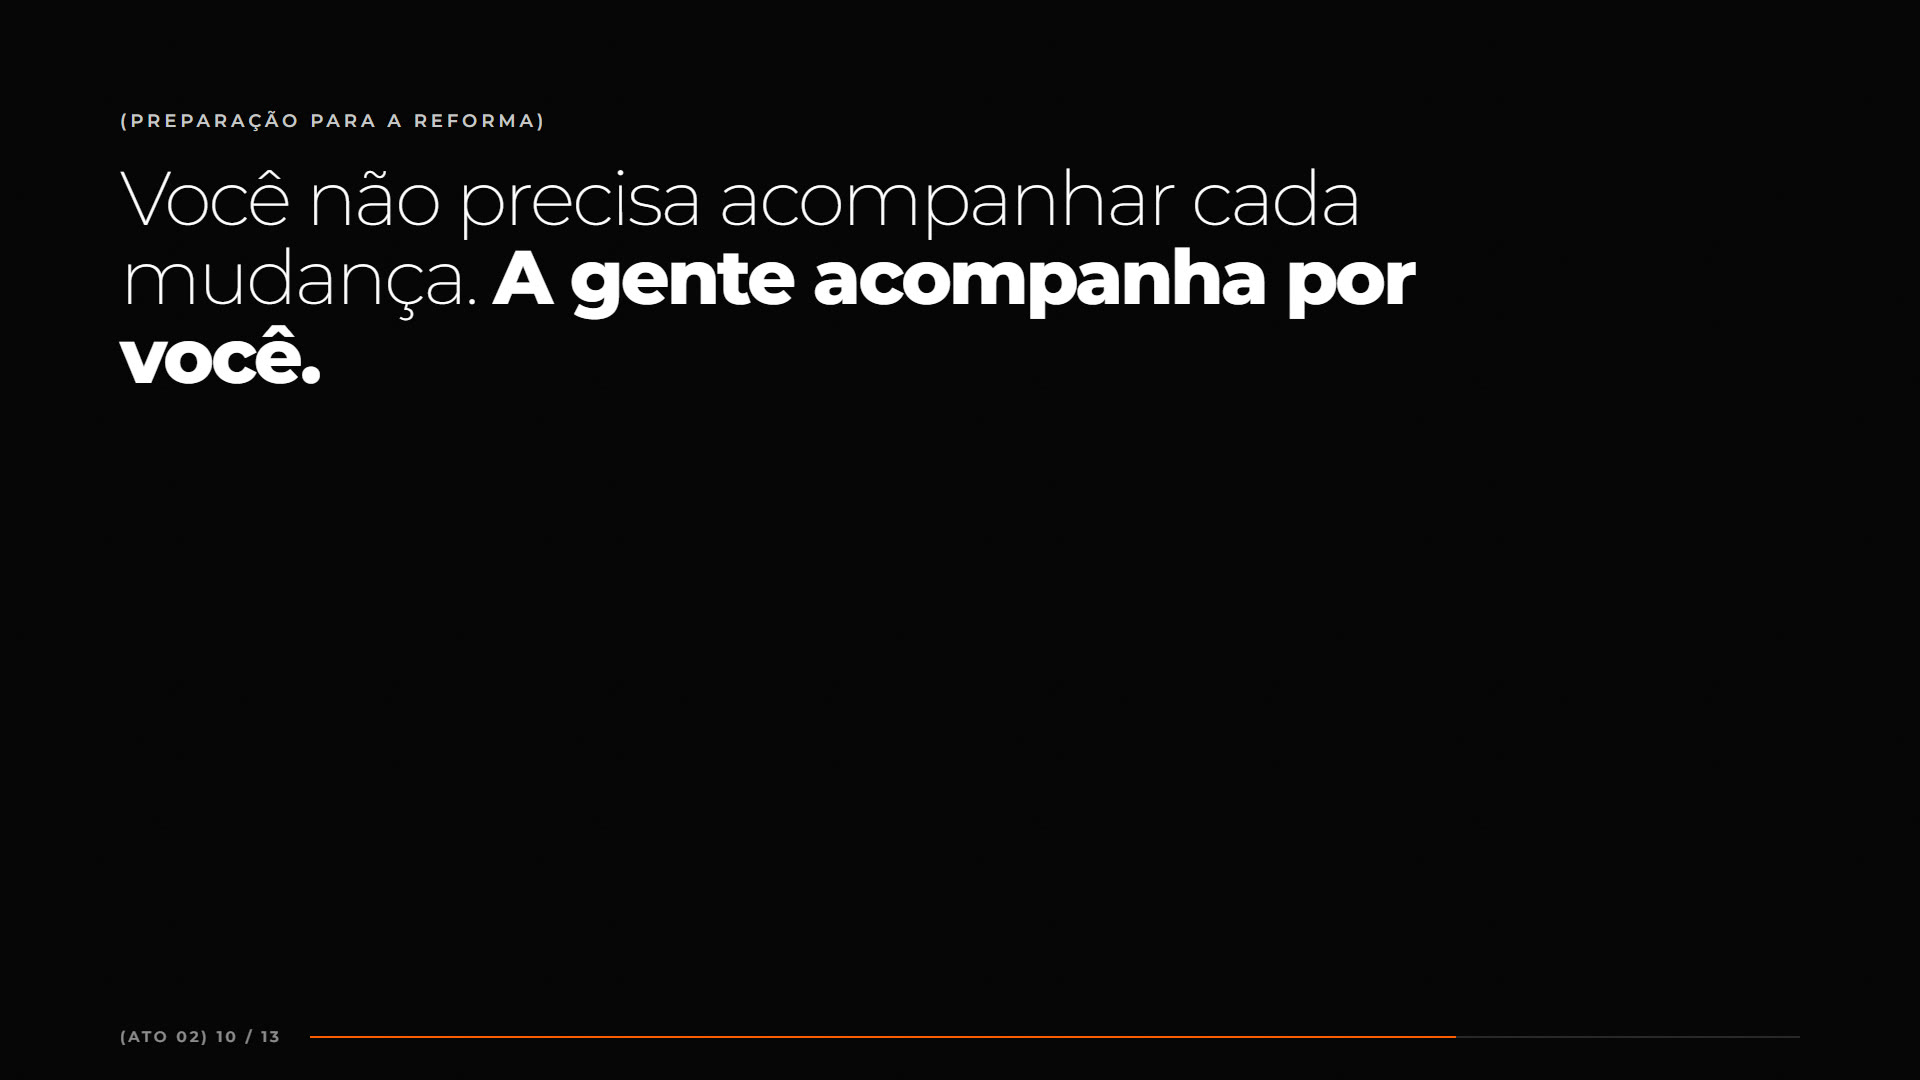 (PREPARAÇÃO PARA A REFORMA)
Você não precisa acompanhar cada
mudança. A gente acompanha por
você.
(ATO 02) 10 / 13